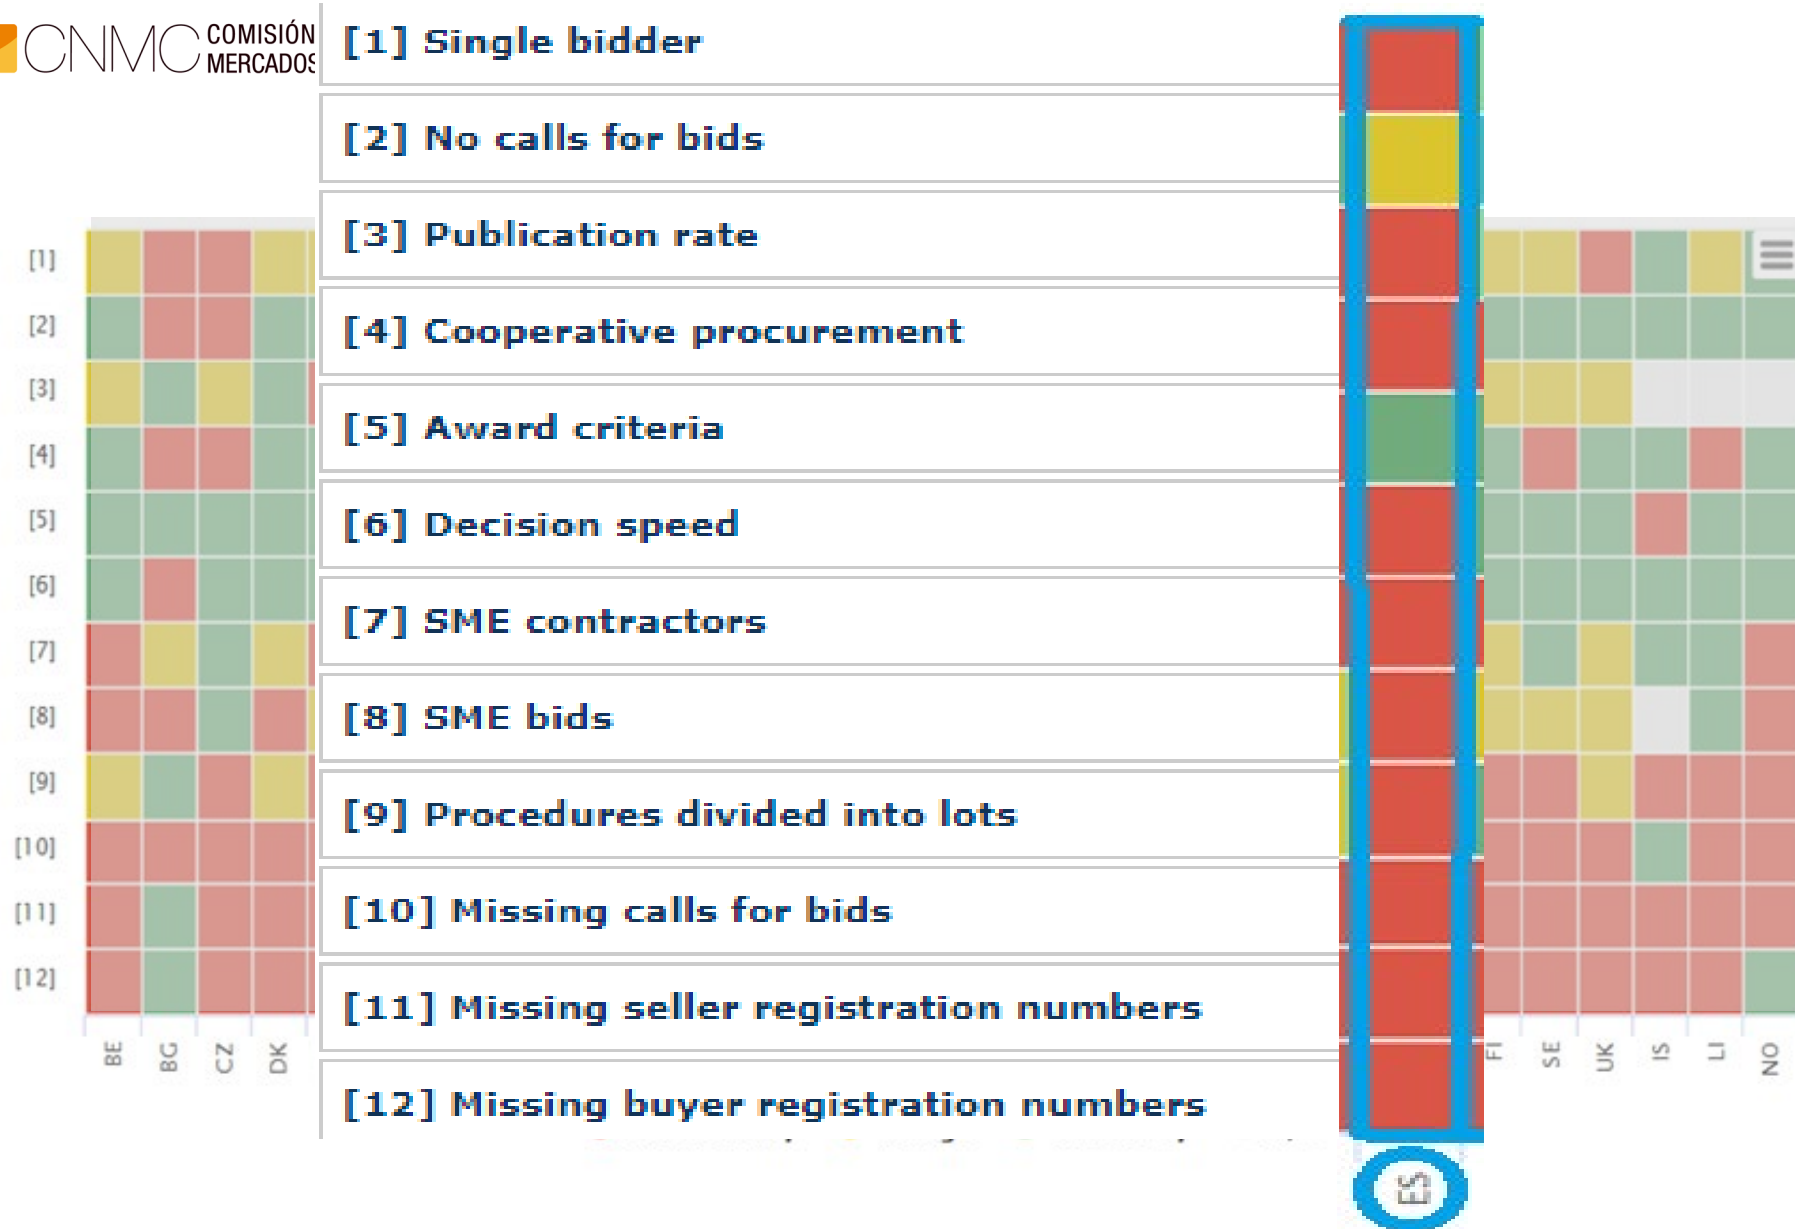 CNMC COMISIÓN
MERCADOS
[1] Single bidder
[2] No calls for bids
[3] Publication rate
[4] Cooperative procurement
[5] Award criteria
[6] Decision speed
[7] SME contractors
[8] SME bids
[9] Procedures divided into lots
[10] Missing calls for bids
[11] Missing seller registration numbers
[12] Missing buyer registration numbers
[1]
[2]
[3]
[4]
[5]
[6]
[7]
[8]
[9]
[10]
[11]
[12]
BE BG CZ DK FI SE UK IS LI NO
ES